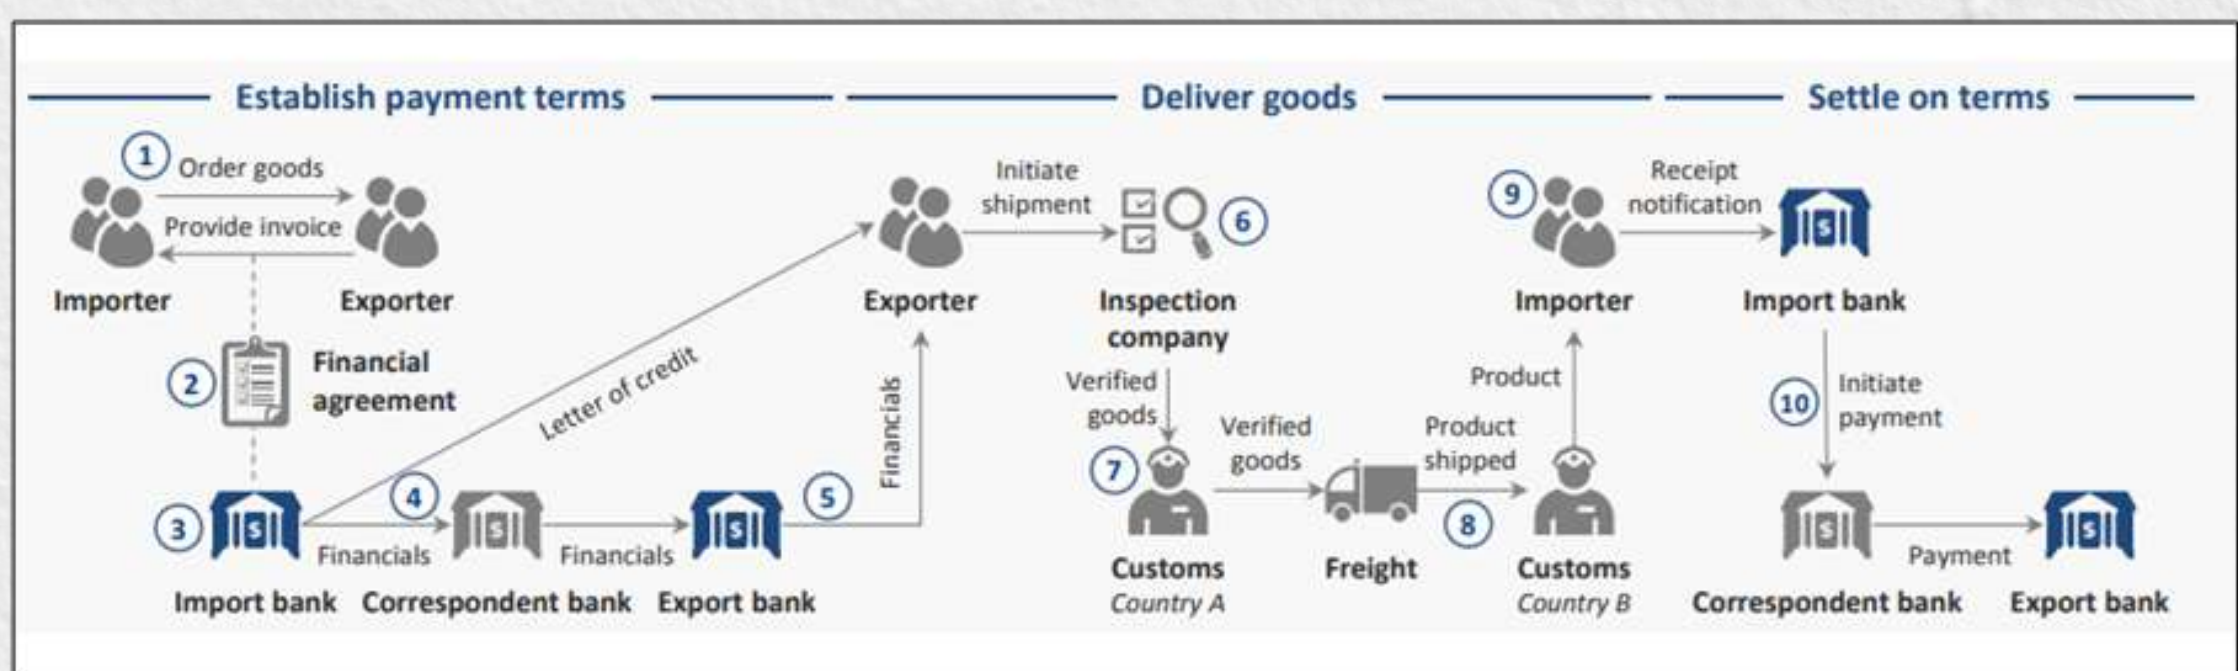 Establish payment terms
Deliver goods
Settle on terms
1
Order goods
Provide invoice
Importer
Exporter
2
Financial
agreement
3
Import bank
4
Financials
Correspondent bank
Financials
Export bank
5
Financials
Letter of credit
Exporter
Initiate
shipment
6
Inspection
company
Verified
goods
7
Customs
Country A
Verified
goods
Freight
Product
shipped
8
Customs
Country B
Product
9
Importer
Receipt
notification
Import bank
10
Initiate
payment
Correspondent bank
Payment
Export bank